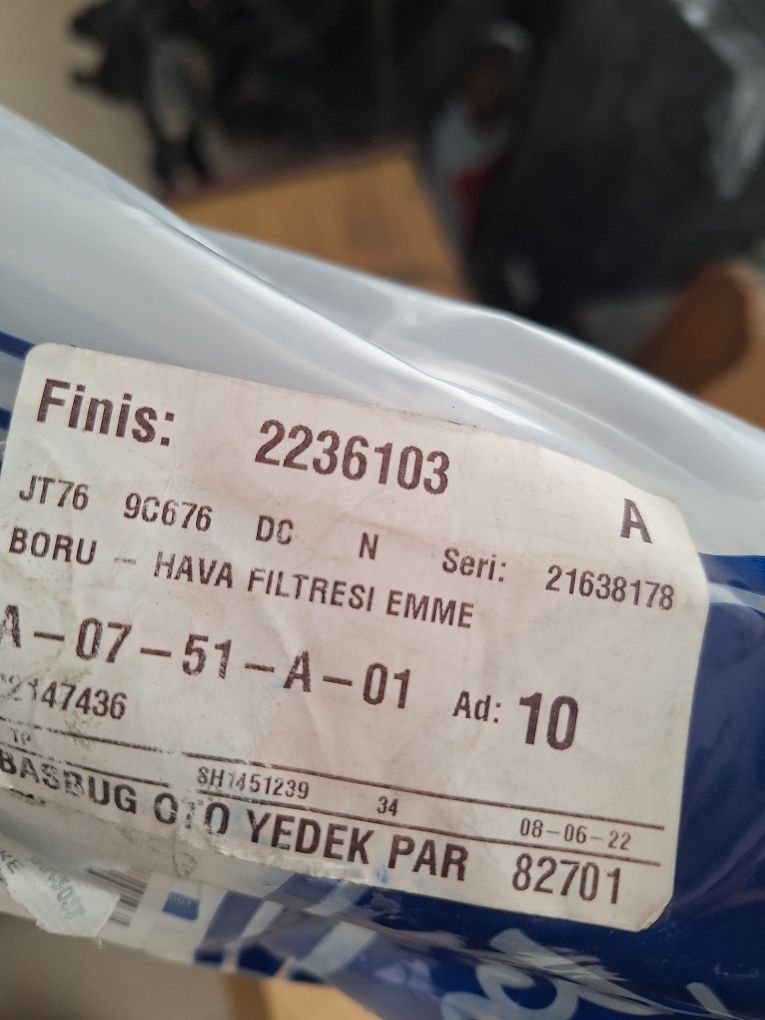 Finis: 2236103 A
JT76 9C676 DC N Seri: 21638178
BORU - HAVA FILTRESI EMME
A-07-51-A-01 Ad: 10
2147436
TR SH1451239 34 08-06-22
BASBUG OTO YEDEK PAR 82701